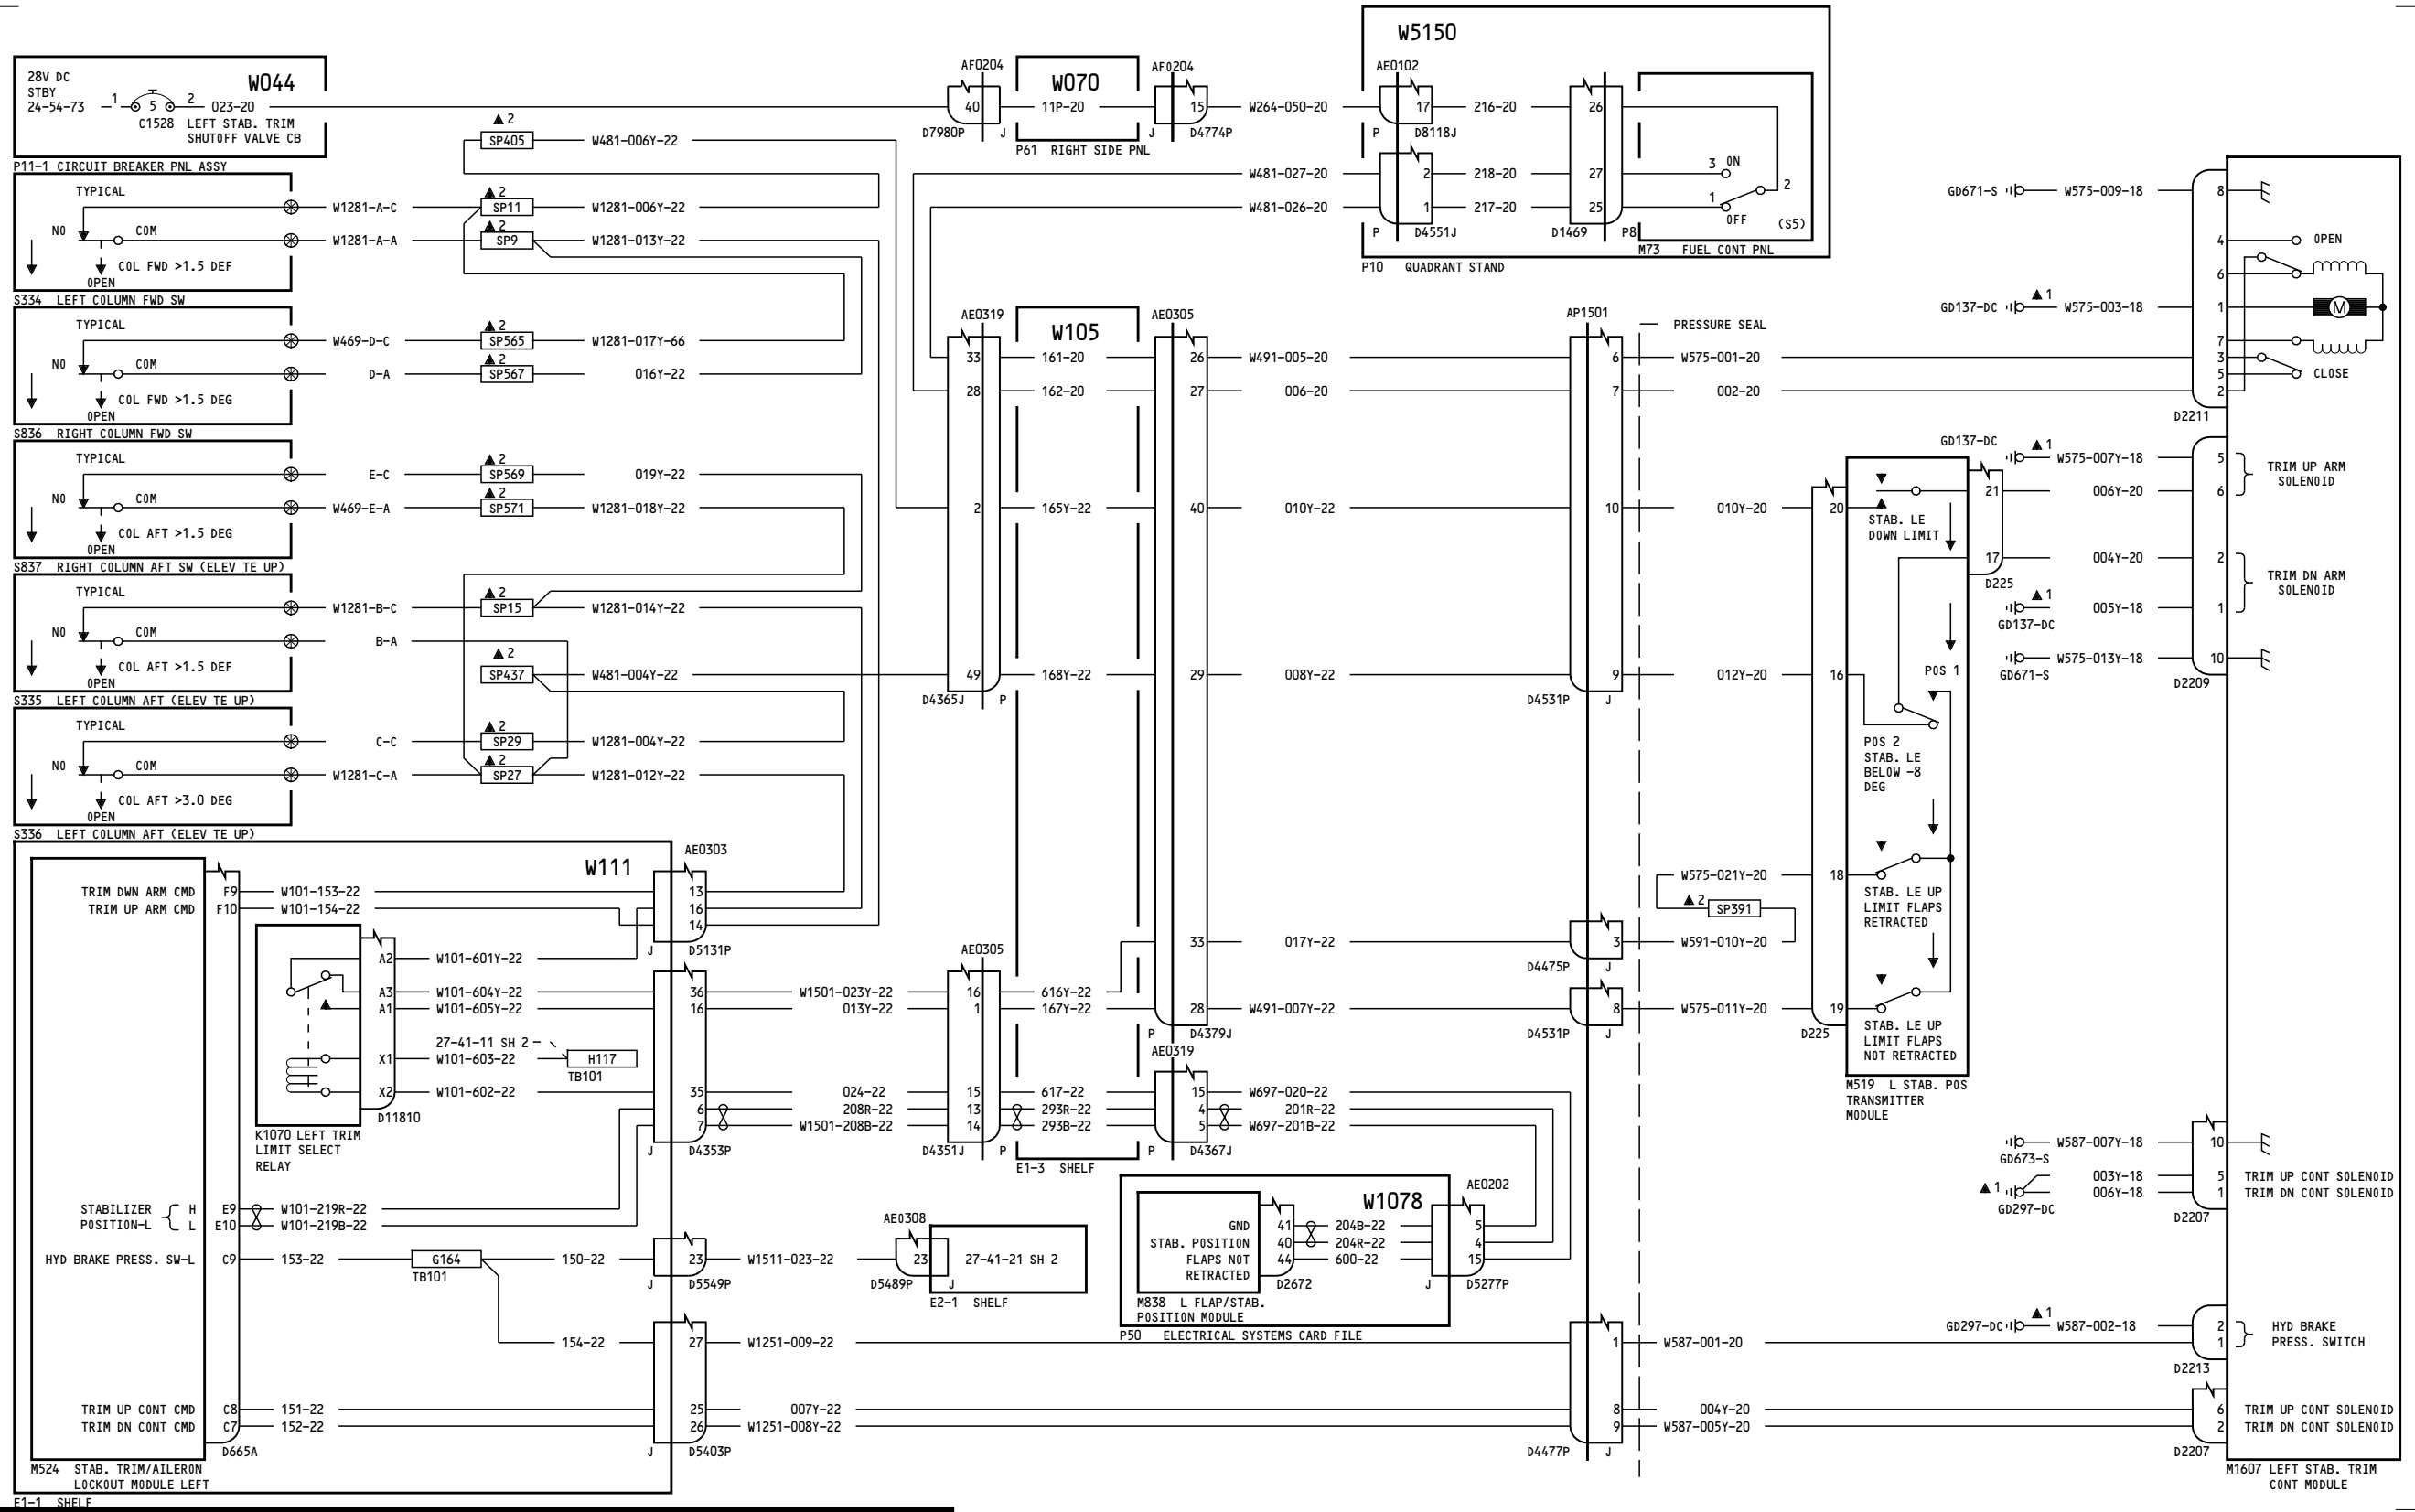 W5150
28V DC
STBY
24-54-73
1
5
2
023-20
W044
C1528 LEFT STAB. TRIM
SHUTOFF VALVE CB
P11-1 CIRCUIT BREAKER PNL ASSY
▲ 2
SP405
W481-006Y-22
AF0204
40
D7980P
J
W070
11P-20
P61 RIGHT SIDE PNL
AF0204
15
J
D4774P
W264-050-20
AE0102
17
P
D8118J
216-20
26
W481-027-20
2
218-20
27
W481-026-20
1
217-20
25
P
D4551J
D1469
P8
3 ON
1
OFF
2
(S5)
M73 FUEL CONT PNL
P10 QUADRANT STAND
TYPICAL
NO
COM
COL FWD >1.5 DEF
OPEN
S334 LEFT COLUMN FWD SW
W1281-A-C
▲ 2
SP11
W1281-006Y-22
W1281-A-A
▲ 2
SP9
W1281-013Y-22
TYPICAL
NO
COM
COL FWD >1.5 DEG
OPEN
S836 RIGHT COLUMN FWD SW
W469-D-C
▲ 2
SP565
W1281-017Y-66
D-A
▲ 2
SP567
016Y-22
TYPICAL
NO
COM
COL AFT >1.5 DEG
OPEN
S837 RIGHT COLUMN AFT SW (ELEV TE UP)
E-C
▲ 2
SP569
019Y-22
W469-E-A
▲ 2
SP571
W1281-018Y-22
TYPICAL
NO
COM
COL AFT >1.5 DEF
OPEN
S335 LEFT COLUMN AFT (ELEV TE UP)
W1281-B-C
▲ 2
SP15
W1281-014Y-22
B-A
▲ 2
SP437
W481-004Y-22
TYPICAL
NO
COM
COL AFT >3.0 DEG
OPEN
S336 LEFT COLUMN AFT (ELEV TE UP)
C-C
▲ 2
SP29
W1281-004Y-22
W1281-C-A
▲ 2
SP27
W1281-012Y-22
AE0319
33
28
2
49
D4365J
P
W105
161-20
162-20
165Y-22
168Y-22
AE0305
26
27
40
29
33
28
P
D4379J
W491-005-20
006-20
010Y-22
008Y-22
017Y-22
W491-007Y-22
AP1501
6
7
10
9
D4531P
J
PRESSURE SEAL
W575-001-20
002-20
010Y-20
012Y-20
3
D4475P
J
8
D4531P
J
W575-021Y-20
▲ 2
SP391
W591-010Y-20
W575-011Y-20
20
16
18
19
D225
STAB. LE
DOWN LIMIT
21
17
D225
POS 1
POS 2
STAB. LE
BELOW -8
DEG
STAB. LE UP
LIMIT FLAPS
RETRACTED
STAB. LE UP
LIMIT FLAPS
NOT RETRACTED
M519 L STAB. POS
TRANSMITTER
MODULE
GD671-S
W575-009-18
8
4
OPEN
6
GD137-DC
▲ 1
W575-003-18
1
M
7
3
5
CLOSE
2
D2211
GD137-DC
▲ 1
W575-007Y-18
5
006Y-20
6
TRIM UP ARM
SOLENOID
004Y-20
2
▲ 1
005Y-18
1
GD137-DC
TRIM DN ARM
SOLENOID
W575-013Y-18
10
GD671-S
D2209
W111
TRIM DWN ARM CMD
F9
W101-153-22
TRIM UP ARM CMD
F10
W101-154-22
AE0303
13
16
14
J
D5131P
A2
W101-601Y-22
A3
W101-604Y-22
A1
W101-605Y-22
27-41-11 SH 2
X1
W101-603-22
H117
TB101
X2
W101-602-22
D11810
K1070 LEFT TRIM
LIMIT SELECT
RELAY
36
16
35
6
7
J
D4353P
W1501-023Y-22
013Y-22
024-22
208R-22
W1501-208B-22
AE0305
16
1
15
13
14
D4351J
P
616Y-22
167Y-22
617-22
293R-22
293B-22
E1-3 SHELF
AE0319
15
4
5
P
D4367J
W697-020-22
201R-22
W697-201B-22
STABILIZER
POSITION-L
H
L
E9
W101-219R-22
E10
W101-219B-22
HYD BRAKE PRESS. SW-L
C9
153-22
G164
TB101
150-22
23
J
D5549P
W1511-023-22
AE0308
23
D5489P
J
27-41-21 SH 2
E2-1 SHELF
W1078
GND
41
204B-22
5
STAB. POSITION
40
204R-22
4
FLAPS NOT
RETRACTED
44
600-22
15
D2672
AE0202
J
D5277P
M838 L FLAP/STAB.
POSITION MODULE
P50 ELECTRICAL SYSTEMS CARD FILE
154-22
27
W1251-009-22
1
W587-001-20
TRIM UP CONT CMD
C8
151-22
25
007Y-22
8
004Y-20
TRIM DN CONT CMD
C7
152-22
26
W1251-008Y-22
9
W587-005Y-20
D665A
J
D5403P
D4477P
J
M524 STAB. TRIM/AILERON
LOCKOUT MODULE LEFT
E1-1 SHELF
W587-007Y-18
10
GD673-S
003Y-18
5
TRIM UP CONT SOLENOID
▲ 1
006Y-18
1
TRIM DN CONT SOLENOID
GD297-DC
D2207
▲ 1
GD297-DC
W587-002-18
2
1
HYD BRAKE
PRESS. SWITCH
D2213
6
TRIM UP CONT SOLENOID
2
TRIM DN CONT SOLENOID
D2207
M1607 LEFT STAB. TRIM
CONT MODULE